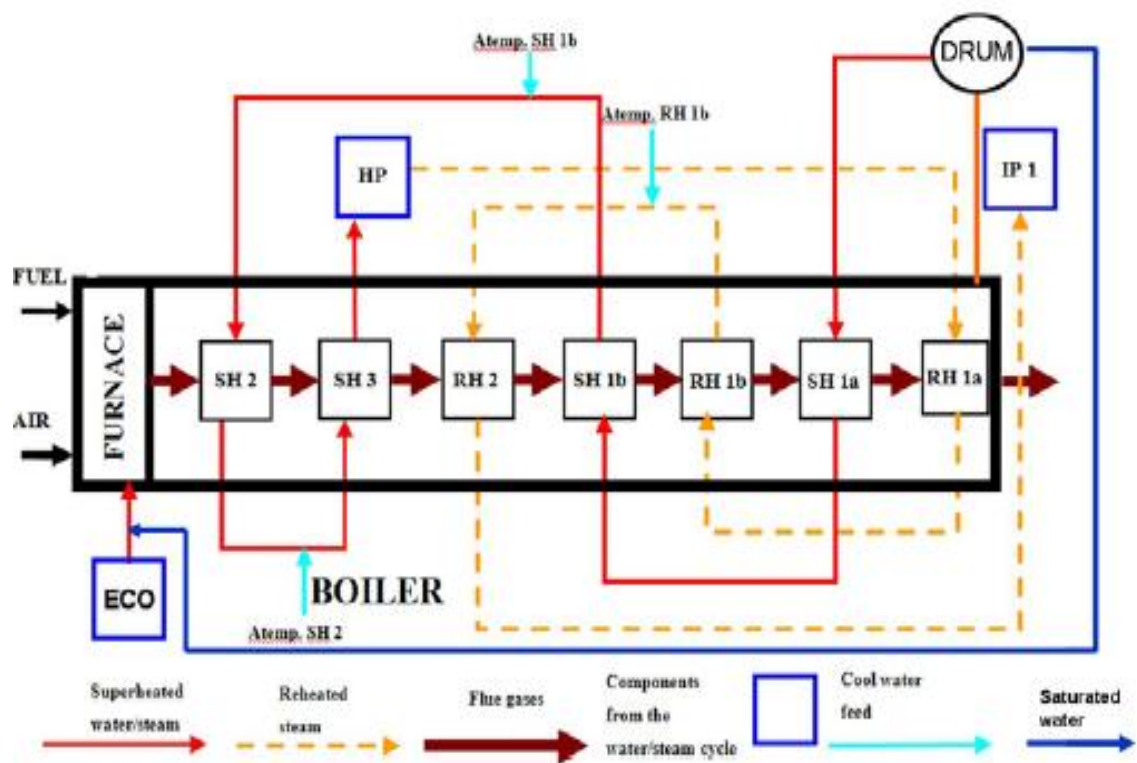 Atemp. SH 1b
DRUM
Atemp. RH 1b
HP
IP 1
FUEL
FURNACE
SH 2
SH 3
RH 2
SH 1b
RH 1b
SH 1a
RH 1a
AIR
ECO
BOILER
Atemp. SH 2
Superheated
water/steam
Reheated
steam
Flue gases
Components
from the
water/steam cycle
Cool water
feed
Saturated
water